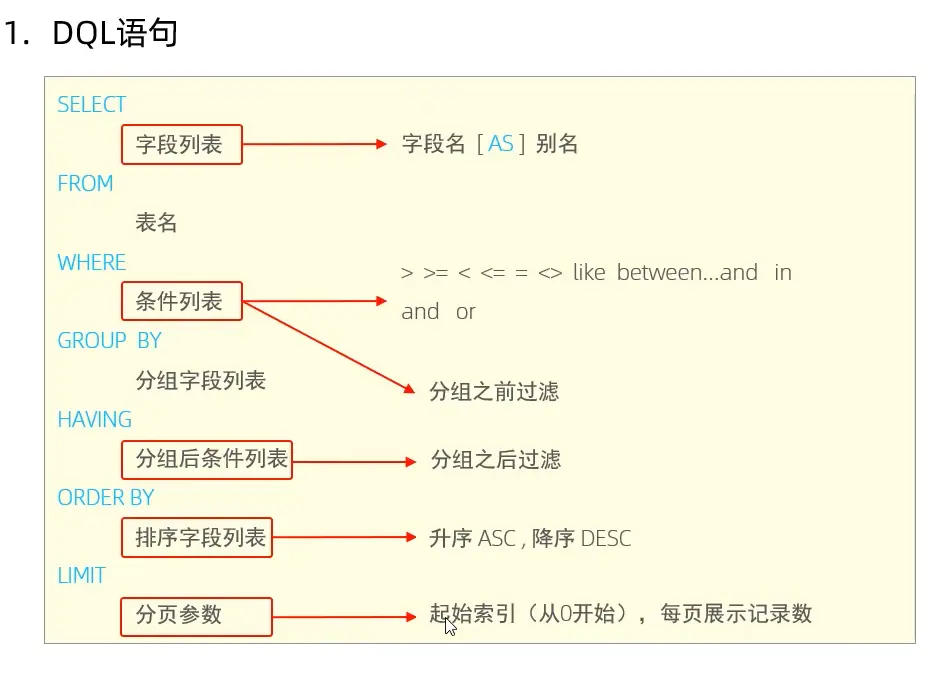 1. DQL语句
SELECT
字段列表
字段名 [ AS ] 别名
FROM
表名
WHERE
条件列表
> >= < <= = <> like between...and in
and or
GROUP BY
分组字段列表
分组之前过滤
HAVING
分组后条件列表
分组之后过滤
ORDER BY
排序字段列表
升序 ASC , 降序 DESC
LIMIT
分页参数
起始索引（从0开始），每页展示记录数